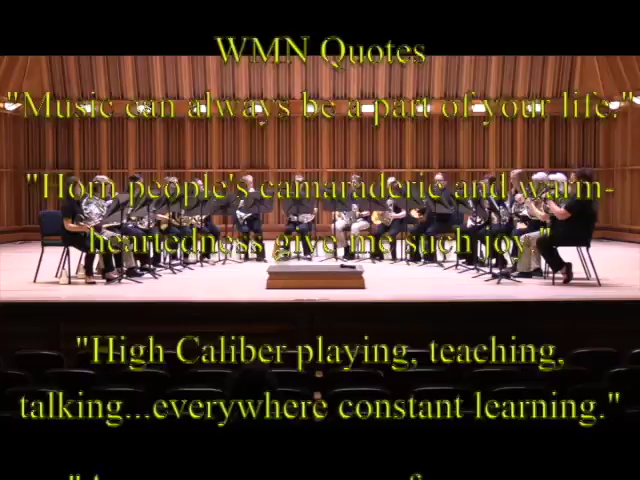 WMN Quotes
"Music can always be a part of your life."
"Horn people's camaraderie and warm-
heartedness give me such joy."
"High Caliber playing, teaching,
talking...everywhere constant learning."